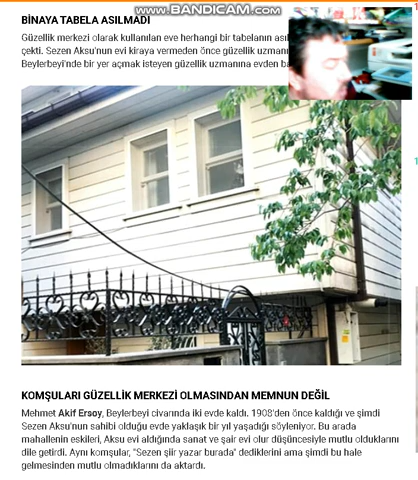 www.BANDICAM.com
BİNAYA TABELA ASILMADI
Güzellik merkezi olarak kullanılan eve herhangi bir tabelanın
çekti. Sezen Aksu'nun evi kiraya vermeden önce güzellik
Beylerbeyi'nde bir yer açmak isteyen güzellik uzmanına evden
KOMŞULARI GÜZELLİK MERKEZİ OLMASINDAN MEMNUN DEĞİL
Mehmet Akif Ersoy, Beylerbeyi civarında iki evde kaldı. 1908'den önce kaldığı ve şimdi
Sezen Aksu'nun sahibi olduğu evde yaklaşık bir yıl yaşadığı söyleniyor. Bu arada
mahallenin eskileri, Aksu evi aldığında sanat ve şair evi olur düşüncesiyle mutlu olduklarını
dile getirdi. Aynı komşular, "Sezen şiir yazar burada" dediklerini ama şimdi bu hale
gelmesinden mutlu olmadıklarını da aktardı.